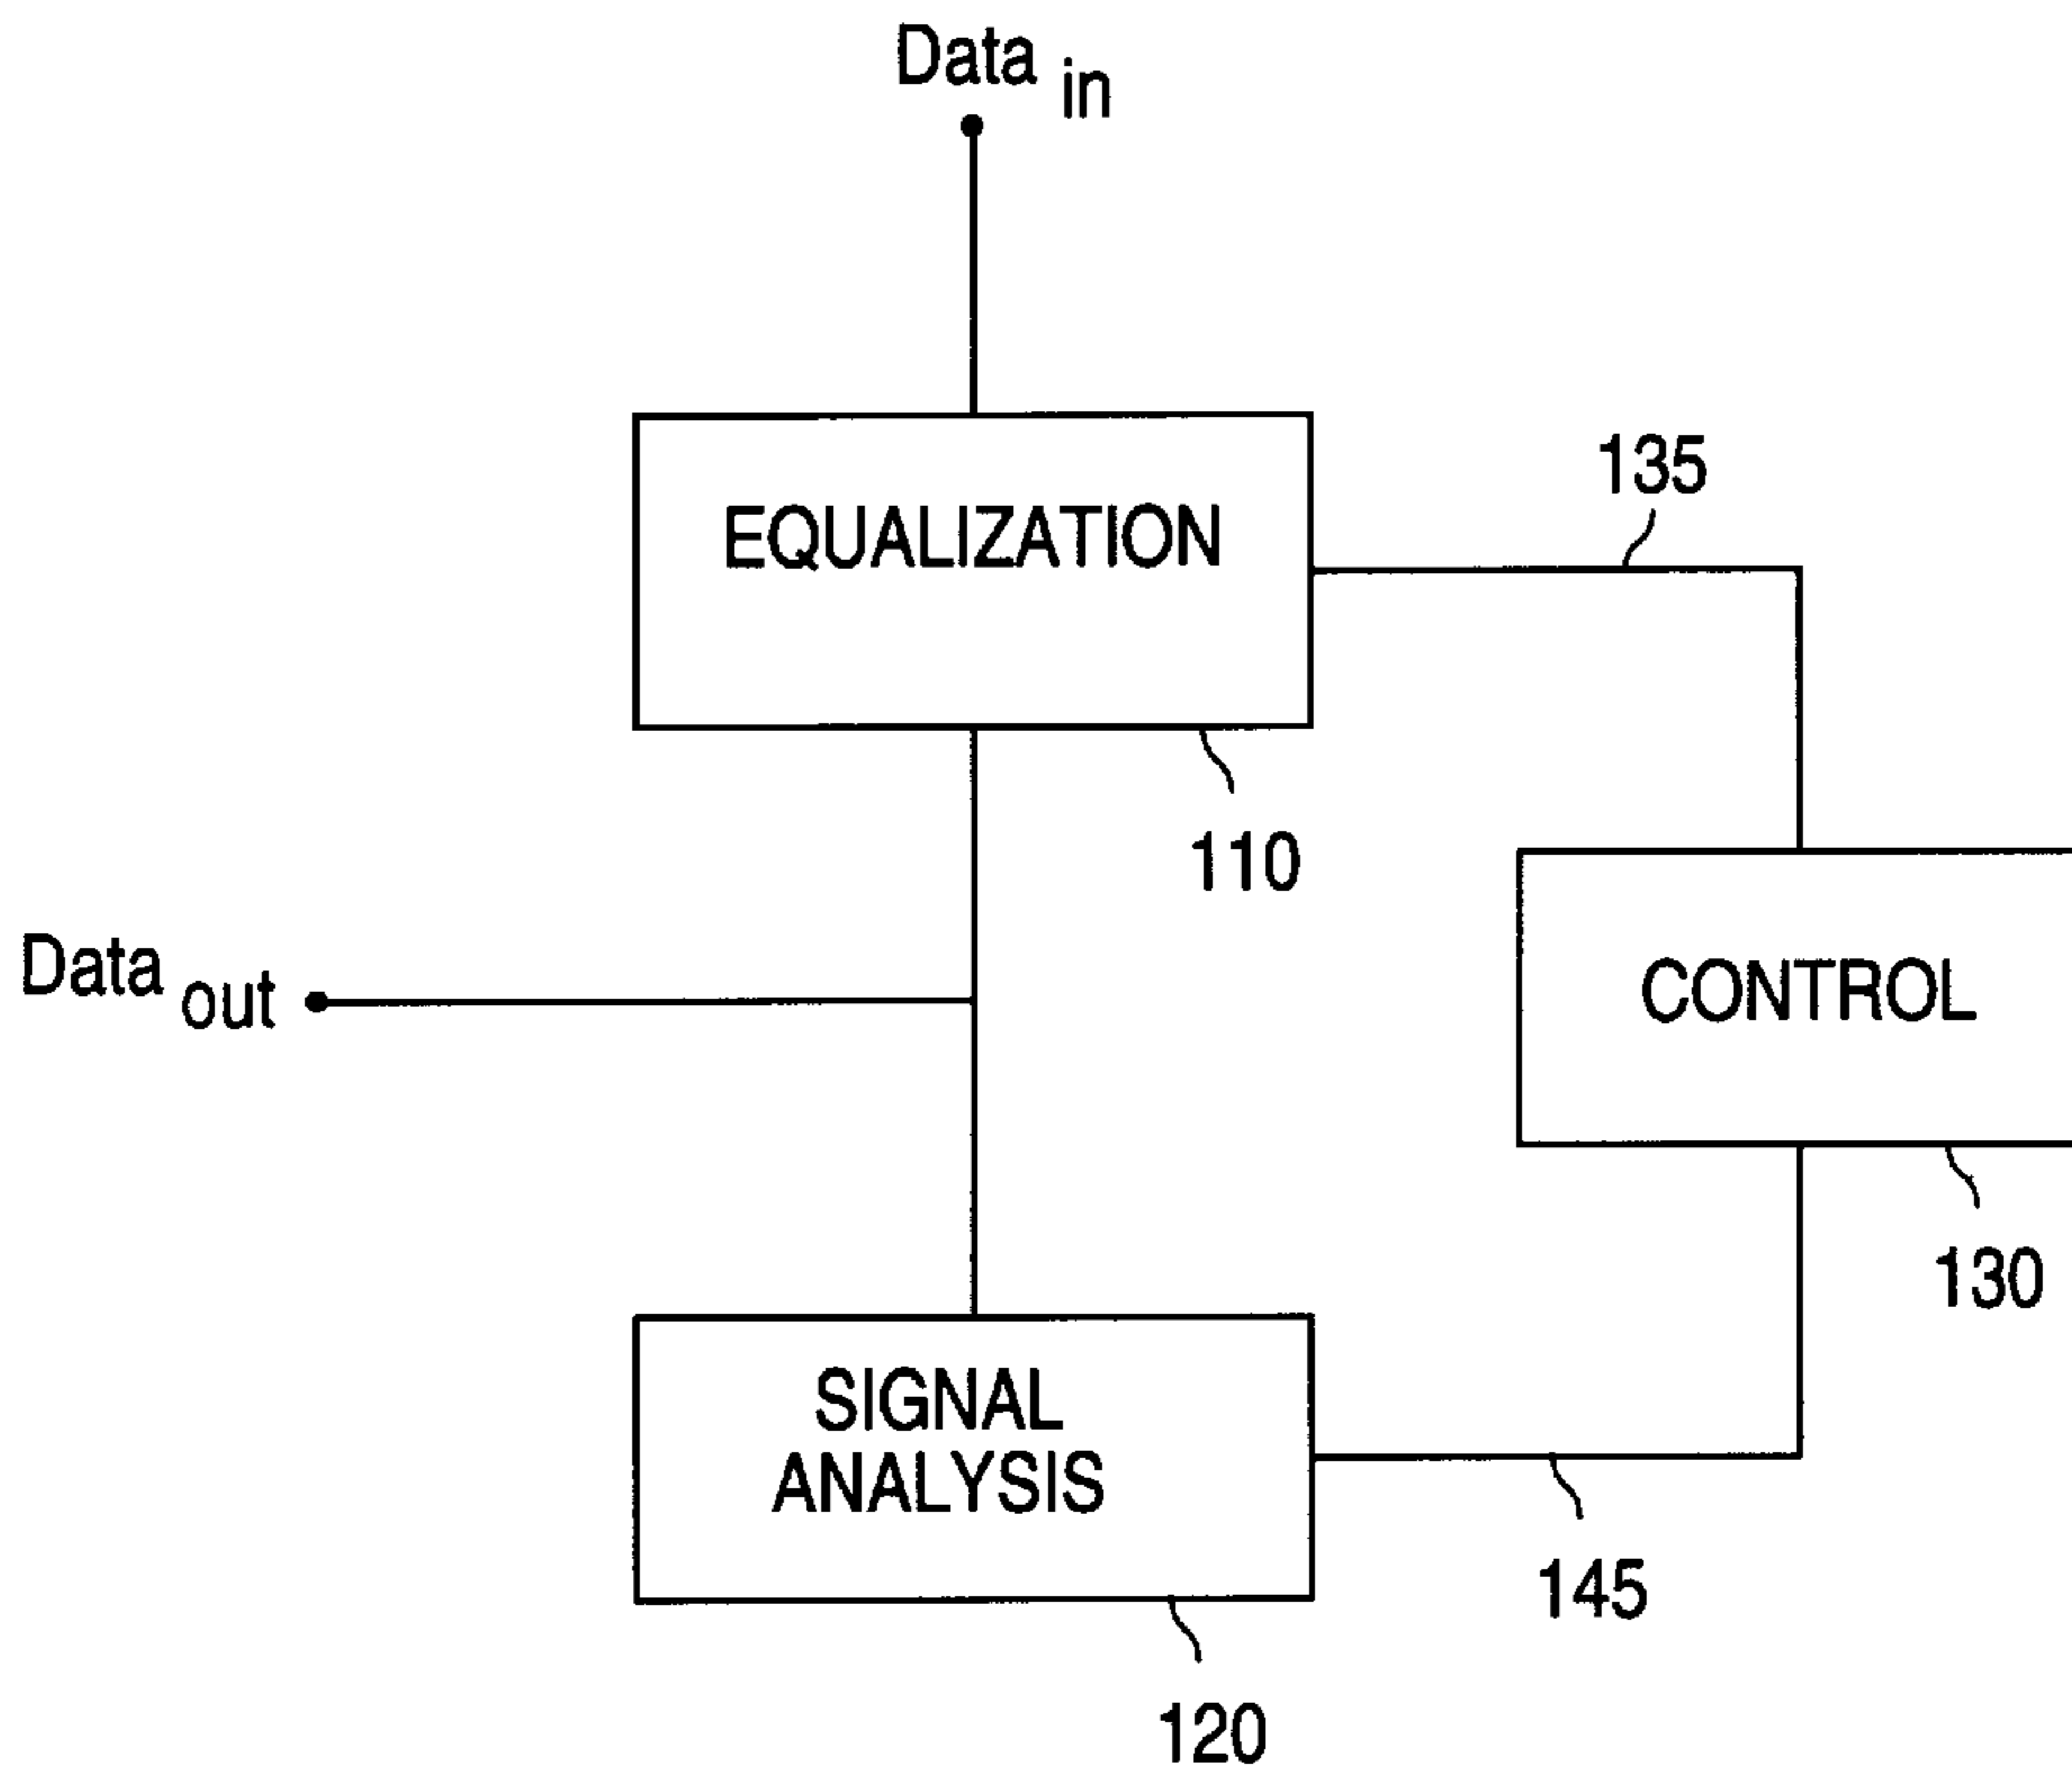 Data in
EQUALIZATION
135
110
Data out
CONTROL
130
SIGNAL
ANALYSIS
145
120